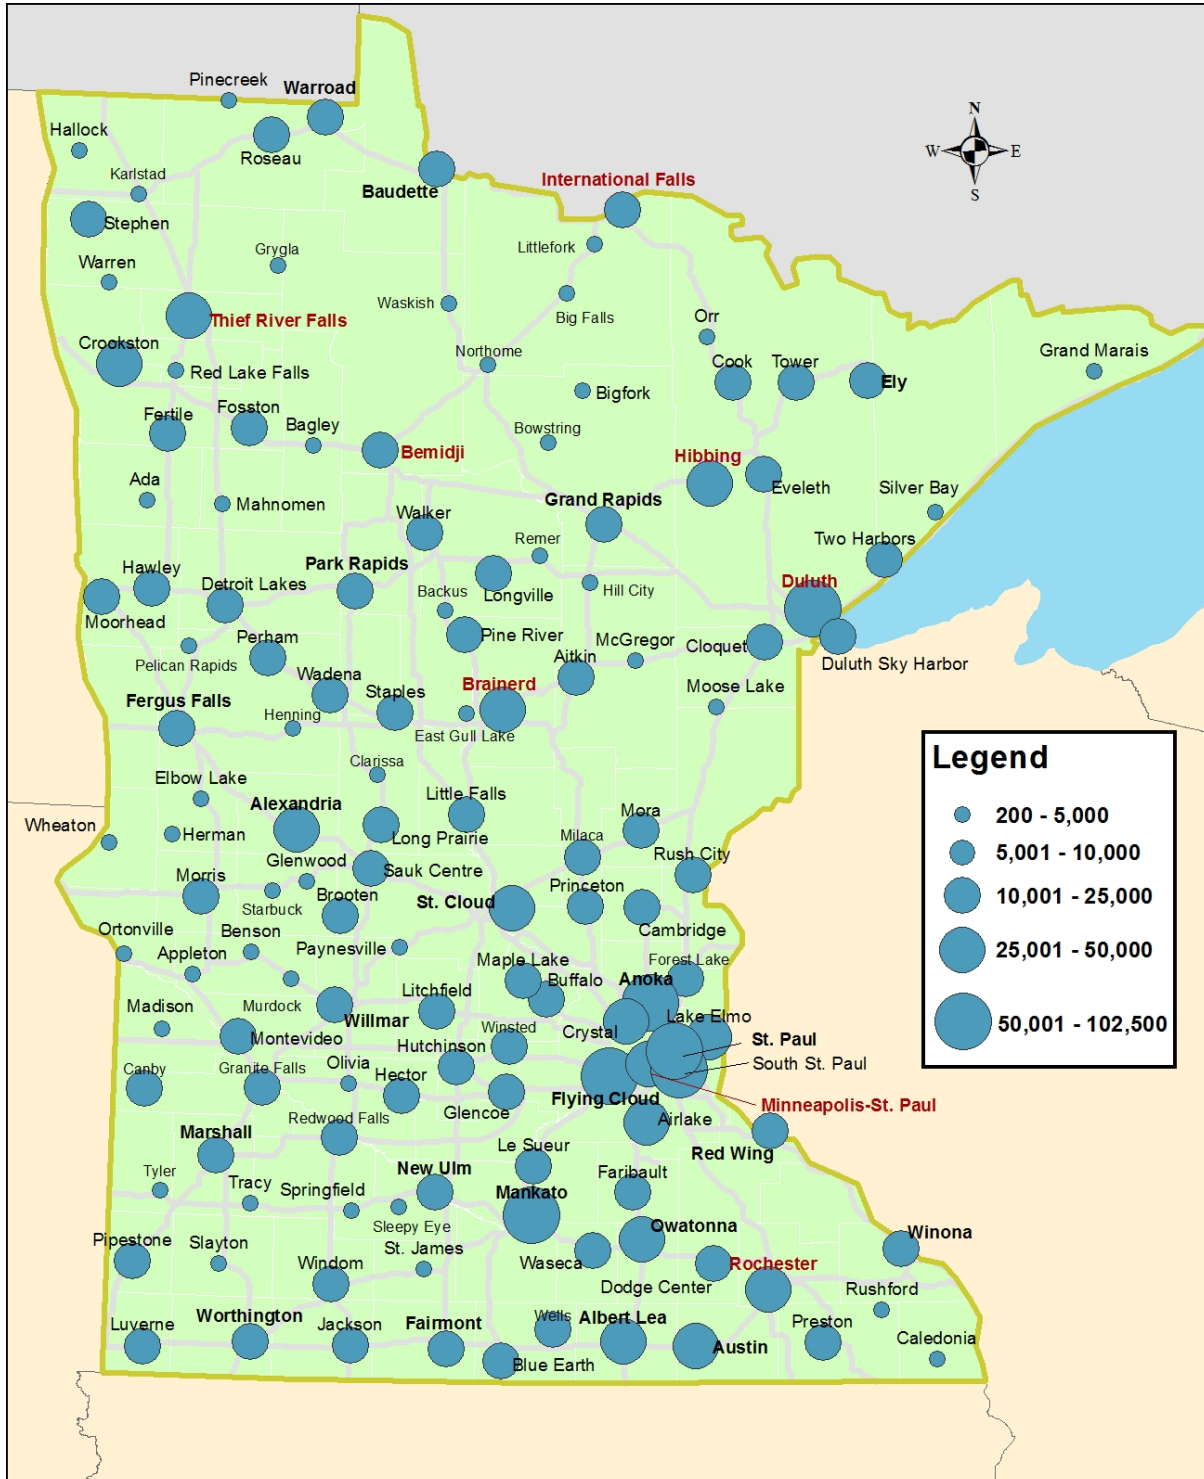 Pinecreek
Warroad
Hallock
Roseau
Karlstad
Baudette
International Falls
N
W
E
S
Stephen
Littlefork
Grygla
Warren
Waskish
Big Falls
Thief River Falls
Orr
Crookston
Northome
Cook
Tower
Grand Marais
Red Lake Falls
Ely
Bigfork
Fertile
Fosston
Bagley
Bowstring
Bemidji
Hibbing
Ada
Eveleth
Silver Bay
Mahnomen
Grand Rapids
Walker
Remer
Two Harbors
Hawley
Park Rapids
Detroit Lakes
Backus
Longville
Hill City
Duluth
Moorhead
Perham
Pine River
McGregor
Cloquet
Pelican Rapids
Aitkin
Duluth Sky Harbor
Wadena
Brainerd
Staples
Moose Lake
Fergus Falls
Henning
East Gull Lake
Clarissa
Elbow Lake
Little Falls
Alexandria
Mora
Wheaton
Herman
Long Prairie
Milaca
Rush City
Glenwood
Sauk Centre
Morris
Princeton
Starbuck
Brooten
St. Cloud
Ortonville
Benson
Cambridge
Appleton
Paynesville
Maple Lake
Forest Lake
Buffalo
Anoka
Madison
Murdock
Litchfield
Willmar
Crystal
Lake Elmo
Montevideo
Winsted
St. Paul
Hutchinson
South St. Paul
Canby
Granite Falls
Olivia
Hector
Flying Cloud
Minneapolis-St. Paul
Glencoe
Redwood Falls
Airlake
Marshall
Le Sueur
Red Wing
Tyler
New Ulm
Faribault
Tracy
Springfield
Mankato
Sleepy Eye
Owatonna
Winona
Pipestone
Slayton
St. James
Waseca
Rochester
Windom
Dodge Center
Rushford
Worthington
Wells
Albert Lea
Luverne
Jackson
Fairmont
Preston
Austin
Caledonia
Blue Earth
Legend
200 - 5,000
5,001 - 10,000
10,001 - 25,000
25,001 - 50,000
50,001 - 102,500